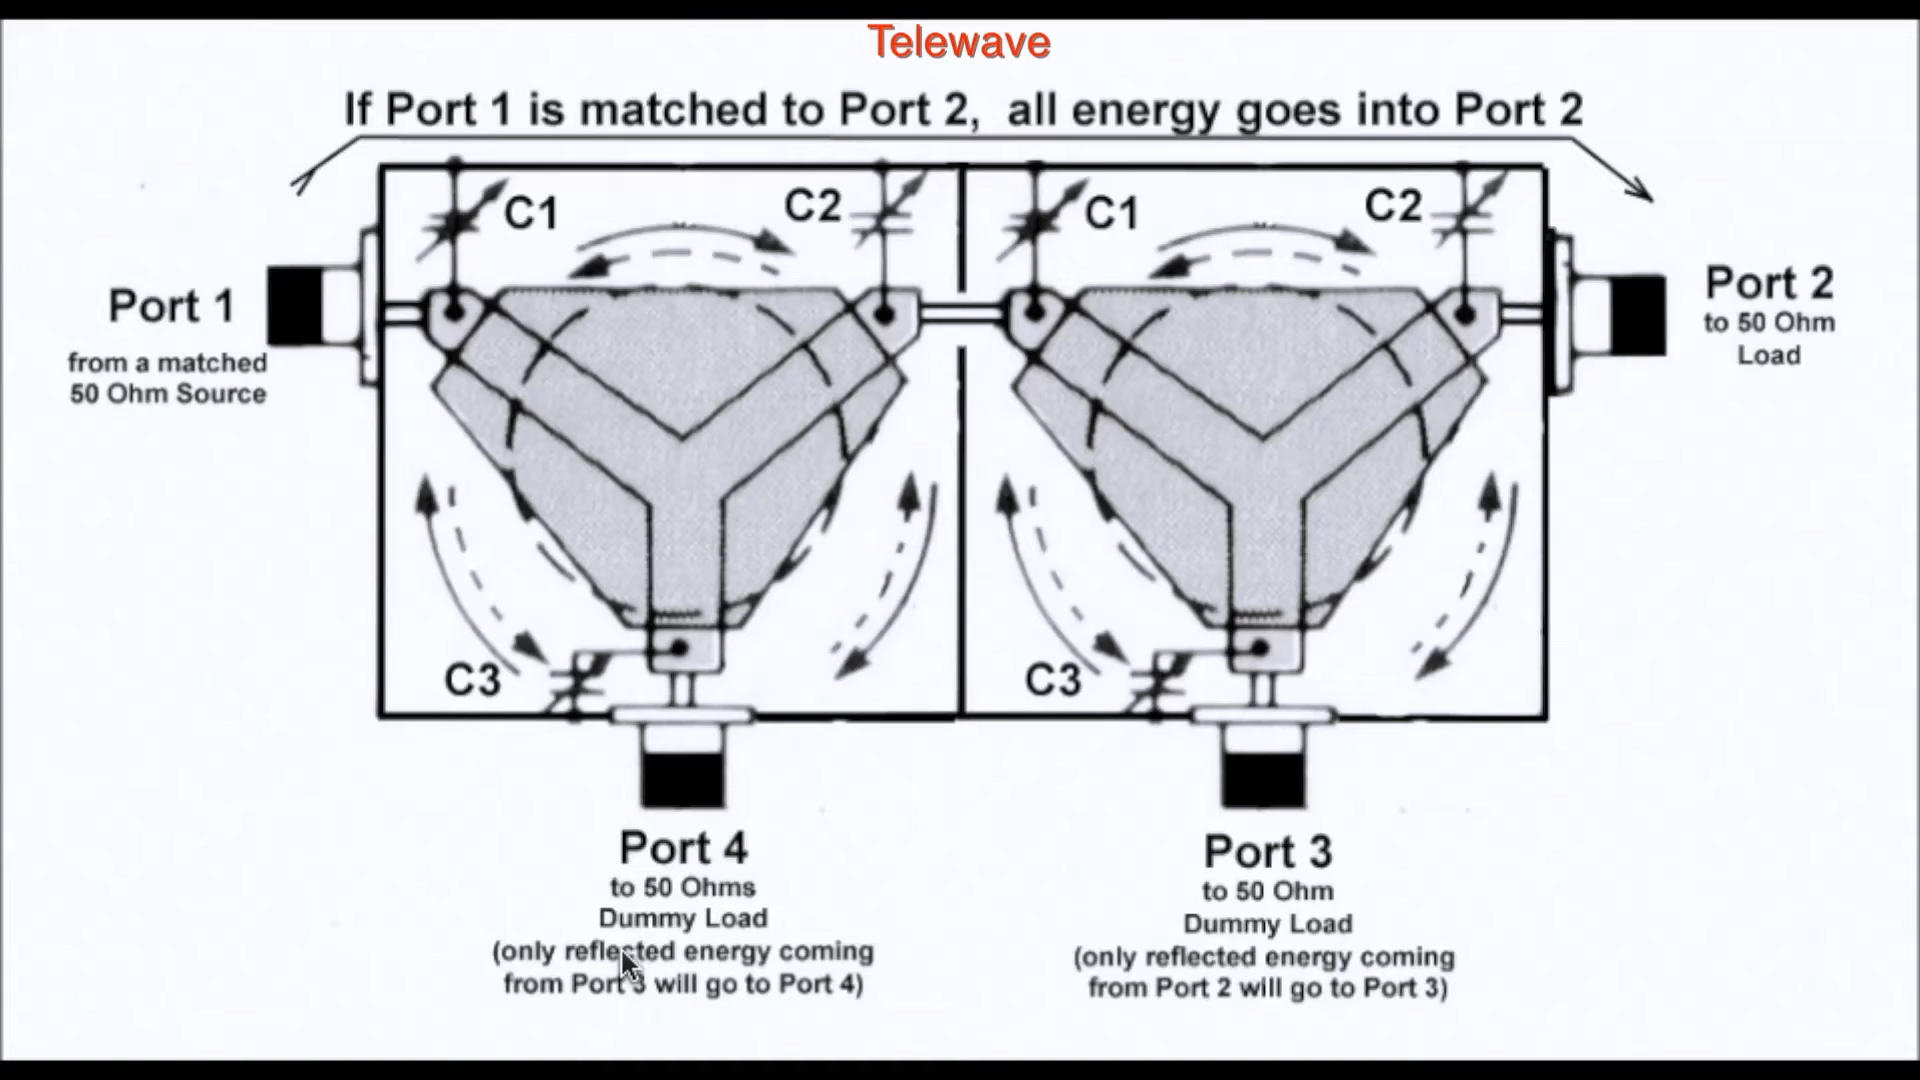 Telewave
If Port 1 is matched to Port 2, all energy goes into Port 2
C1
C2
C1
C2
Port 1
from a matched
50 Ohm Source
Port 2
to 50 Ohm
Load
C3
C3
Port 4
to 50 Ohms
Dummy Load
(only reflected energy coming
from Port 3 will go to Port 4)
Port 3
to 50 Ohm
Dummy Load
(only reflected energy coming
from Port 2 will go to Port 3)